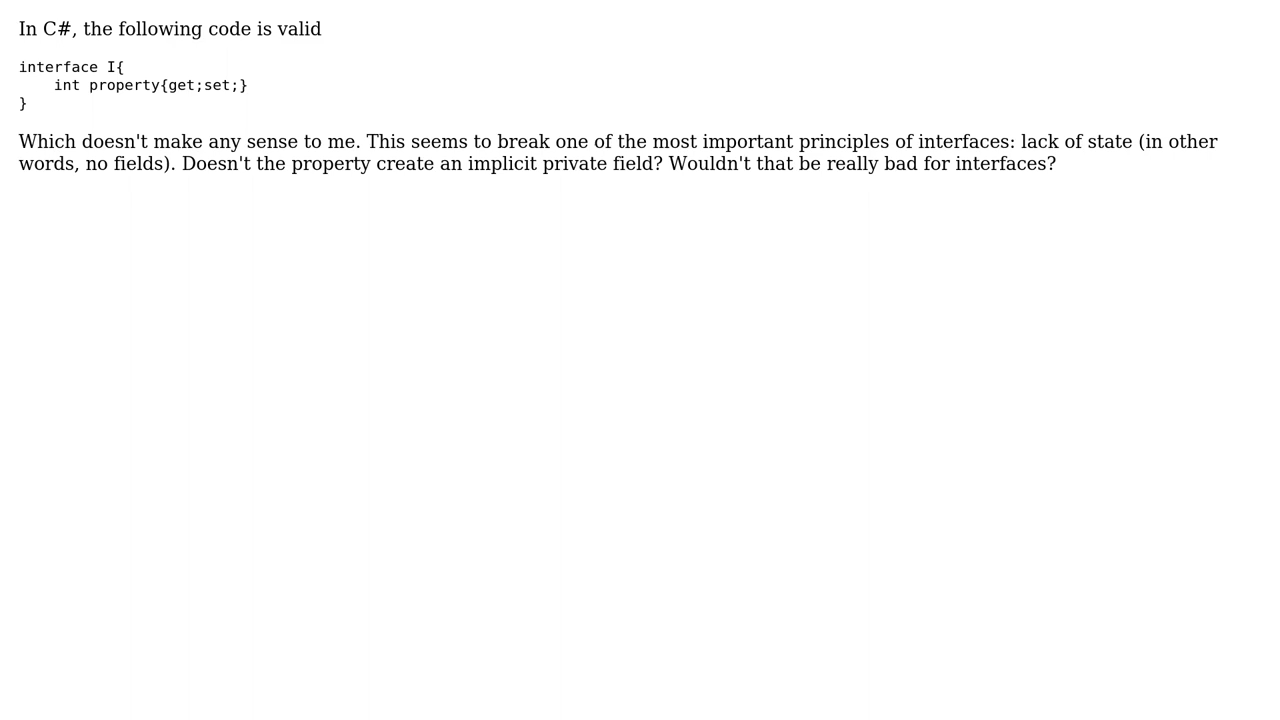 In C#, the following code is valid
interface I{
    int property{get;set;}
}
Which doesn't make any sense to me. This seems to break one of the most important principles of interfaces: lack of state (in other
words, no fields). Doesn't the property create an implicit private field? Wouldn't that be really bad for interfaces?